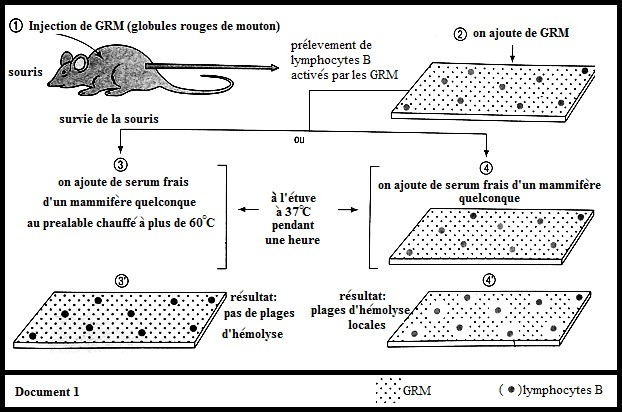 ① Injection de GRM (globules rouges de mouton)
souris
survie de la souris
prélevement de
lymphocytes B
activés par les GRM
② on ajoute de GRM
ou
③
on ajoute de serum frais
d'un mammifère quelconque
au prealable chauffé à plus de 60°C
à l'étuve
à 37°C
pendant
une heure
④
on ajoute de serum frais d'un mammifère
quelconque
③'
résultat:
pas de plages
d'hémolyse
④'
résultat:
plages d'hémolyse
locales
Document 1
GRM
( ● )lymphocytes B